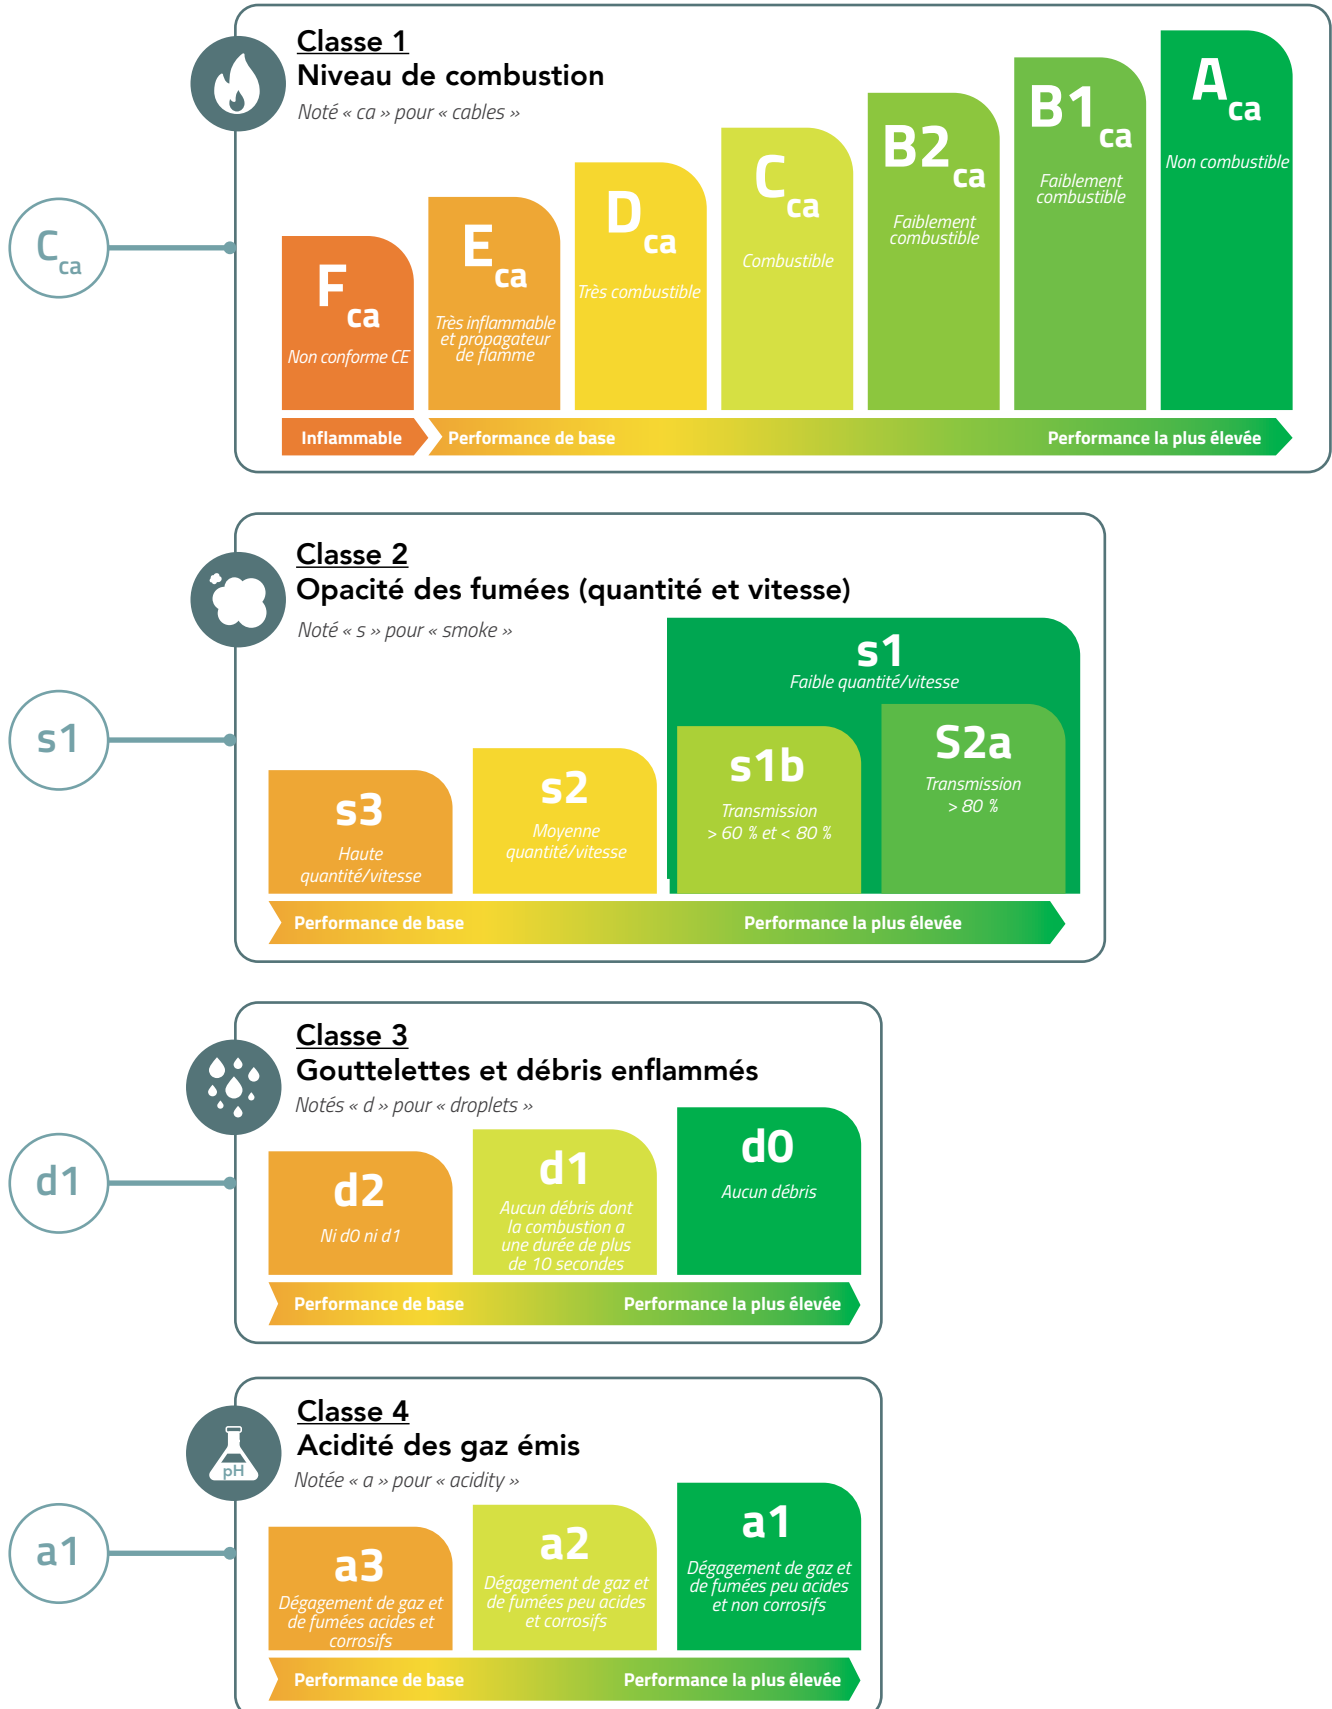 Classe 1
Niveau de combustion
Noté « ca » pour « cables »
C ca
F ca
Non conforme CE
E ca
Très inflammable
et propagateur
de flamme
D ca
Très combustible
C ca
Combustible
B2 ca
Faiblement
combustible
B1 ca
Faiblement
combustible
A ca
Non combustible
Inflammable
Performance de base
Performance la plus élevée
Classe 2
Opacité des fumées (quantité et vitesse)
Noté « s » pour « smoke »
s1
s3
Haute
quantité/vitesse
s2
Moyenne
quantité/vitesse
s1
Faible quantité/vitesse
s1b
Transmission
> 60 % et < 80 %
S2a
Transmission
> 80 %
Performance de base
Performance la plus élevée
Classe 3
Gouttelettes et débris enflammés
Notés « d » pour « droplets »
d1
d2
Ni d0 ni d1
d1
Aucun débris dont
la combustion a
une durée de plus
de 10 secondes
d0
Aucun débris
Performance de base
Performance la plus élevée
Classe 4
Acidité des gaz émis
Notée « a » pour « acidity »
pH
a1
a3
Dégagement de gaz et
de fumées acides et
corrosifs
a2
Dégagement de gaz et
de fumées peu acides
et corrosifs
a1
Dégagement de gaz et
de fumées peu acides
et non corrosifs
Performance de base
Performance la plus élevée